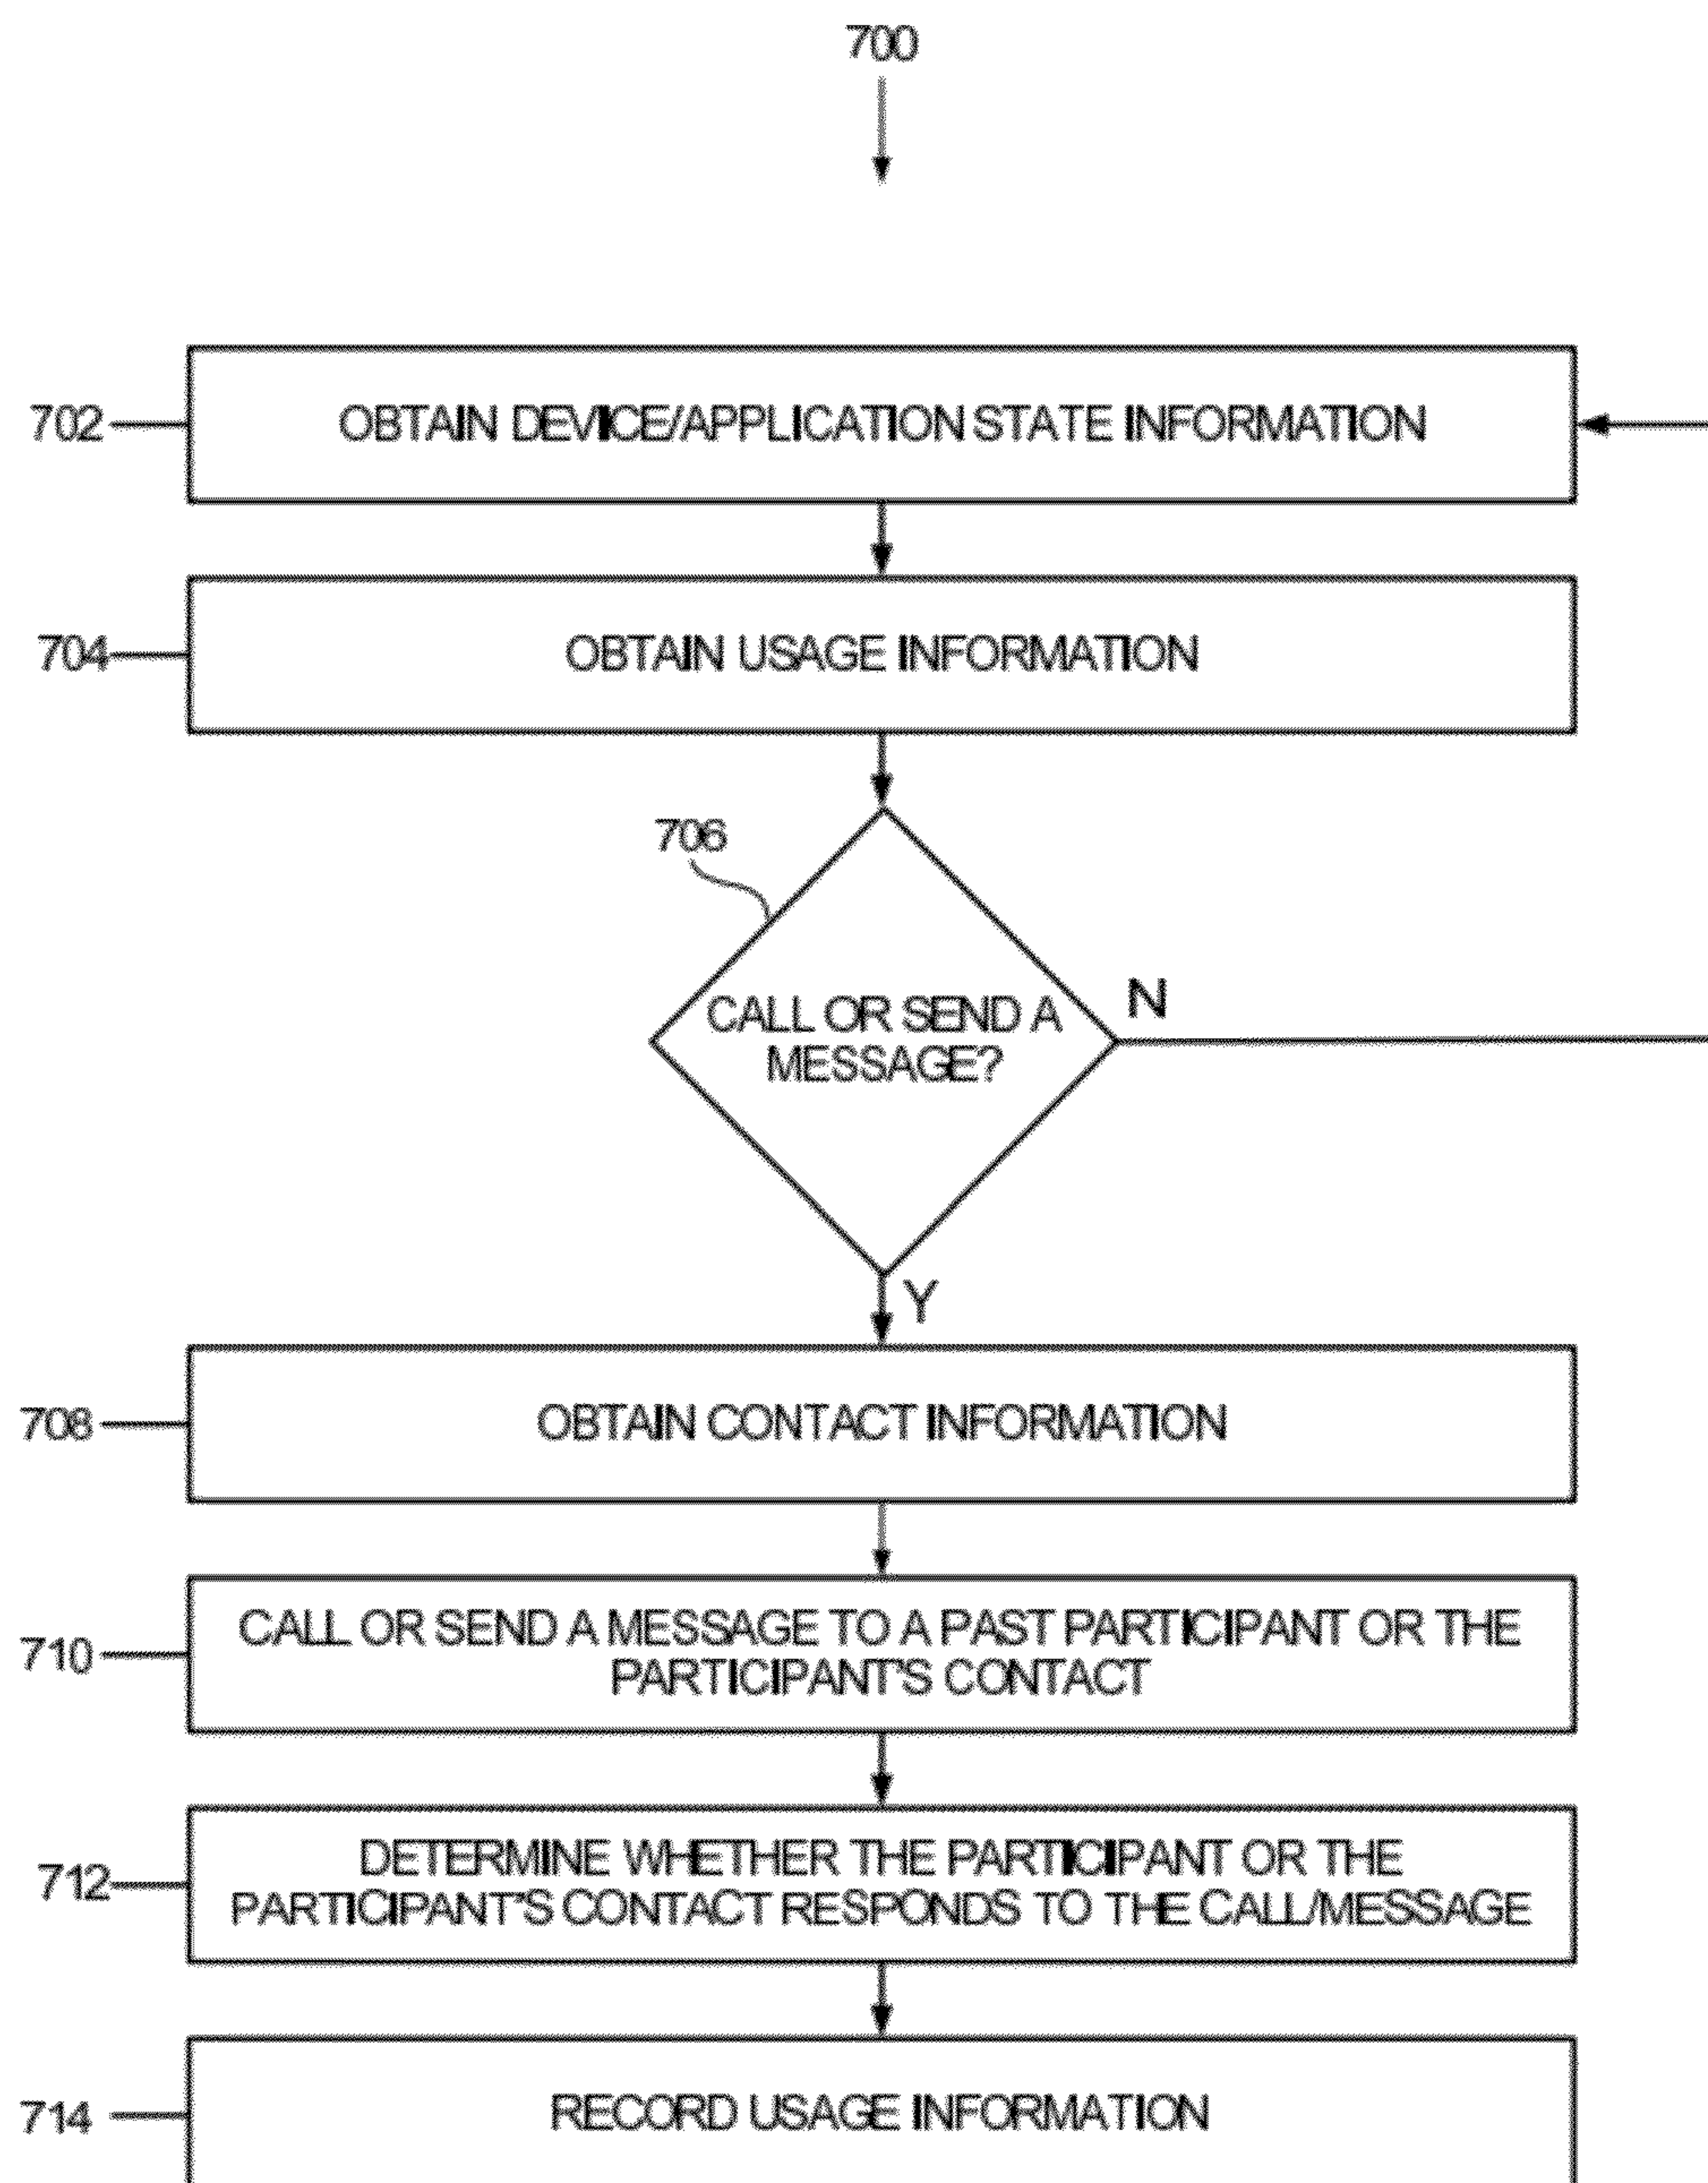 700
702
OBTAIN DEVICE/APPLICATION STATE INFORMATION
704
OBTAIN USAGE INFORMATION
706
CALL OR SEND A
MESSAGE?
N
Y
708
OBTAIN CONTACT INFORMATION
710
CALL OR SEND A MESSAGE TO A PAST PARTICIPANT OR THE
PARTICIPANT'S CONTACT
712
DETERMINE WHETHER THE PARTICIPANT OR THE
PARTICIPANT'S CONTACT RESPONDS TO THE CALL/MESSAGE
714
RECORD USAGE INFORMATION